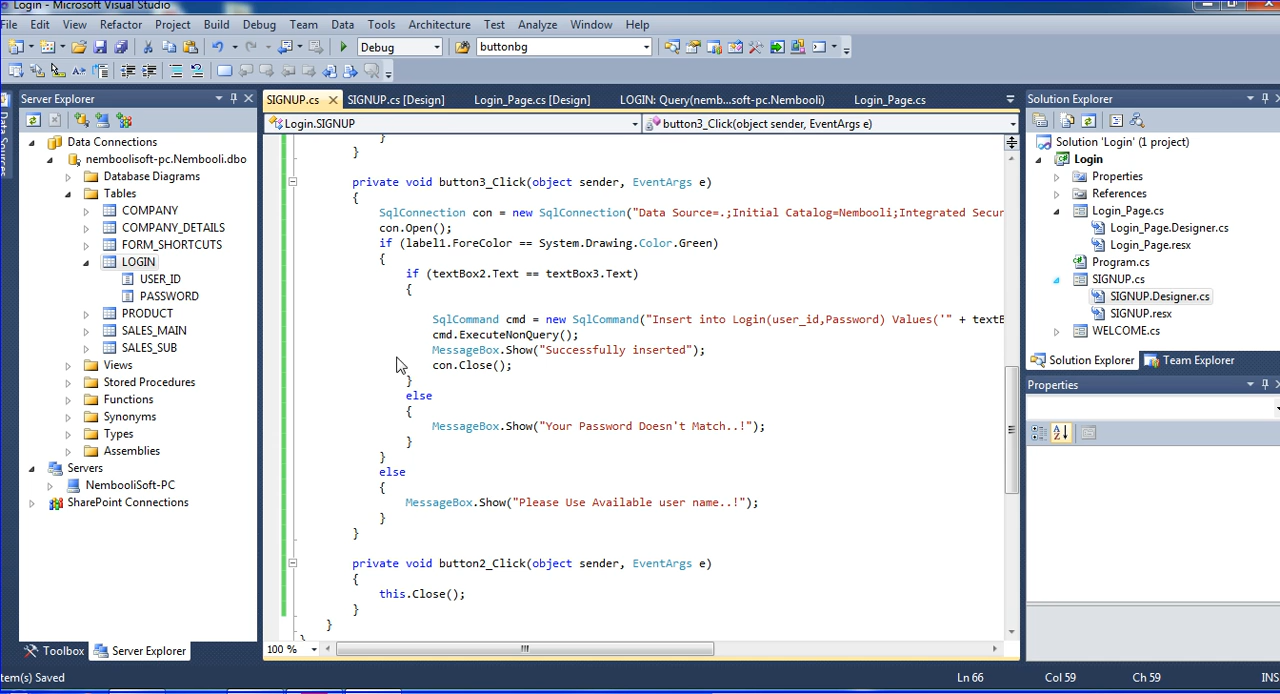 Login - Microsoft Visual Studio
File Edit View Refactor Project Build Debug Team Data Tools Architecture Test Analyze Window Help
Debug buttonbg
Server Explorer
Data Sources
Data Connections
nemboolisoft-pc.Nembooli.dbo
Database Diagrams
Tables
COMPANY
COMPANY_DETAILS
FORM_SHORTCUTS
LOGIN
USER_ID
PASSWORD
PRODUCT
SALES_MAIN
SALES_SUB
Views
Stored Procedures
Functions
Synonyms
Types
Assemblies
Servers
NembooliSoft-PC
SharePoint Connections
Toolbox Server Explorer
SIGNUP.cs SIGNUP.cs [Design] Login_Page.cs [Design] LOGIN: Query(nemb...soft-pc.Nembooli) Login_Page.cs
Login.SIGNUP button3_Click(object sender, EventArgs e)
}
}
private void button3_Click(object sender, EventArgs e)
{
SqlConnection con = new SqlConnection("Data Source=.;Initial Catalog=Nembooli;Integrated Secur
con.Open();
if (label1.ForeColor == System.Drawing.Color.Green)
{
if (textBox2.Text == textBox3.Text)
{
SqlCommand cmd = new SqlCommand("Insert into Login(user_id,Password) Values('" + textB
cmd.ExecuteNonQuery();
MessageBox.Show("Successfully inserted");
con.Close();
}
else
{
MessageBox.Show("Your Password Doesn't Match..!");
}
}
else
{
MessageBox.Show("Please Use Available user name..!");
}
}
private void button2_Click(object sender, EventArgs e)
{
this.Close();
}
}
}
100 %
Solution Explorer
Solution 'Login' (1 project)
Login
Properties
References
Login_Page.cs
Login_Page.Designer.cs
Login_Page.resx
Program.cs
SIGNUP.cs
SIGNUP.Designer.cs
SIGNUP.resx
WELCOME.cs
Solution Explorer Team Explorer
Properties
tem(s) Saved Ln 66 Col 59 Ch 59 INS